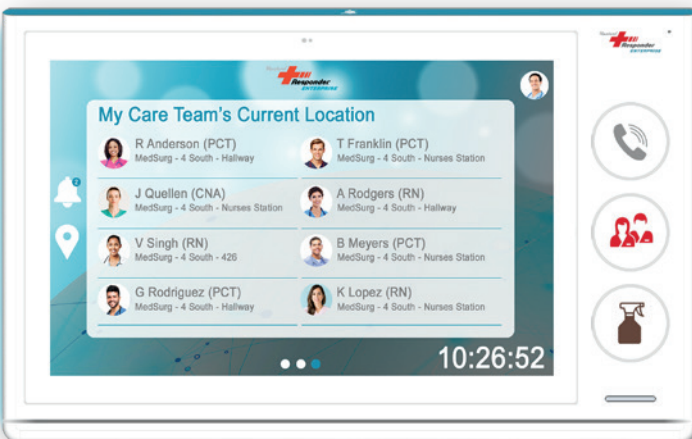 Responder
ENTERPRISE
Responder
ENTERPRISE
My Care Team's Current Location
R Anderson (PCT)
MedSurg - 4 South - Hallway
T Franklin (PCT)
MedSurg - 4 South - Nurses Station
2
J Quellen (CNA)
MedSurg - 4 South - Nurses Station
A Rodgers (RN)
MedSurg - 4 South - Hallway
V Singh (RN)
MedSurg - 4 South - 426
B Meyers (PCT)
MedSurg - 4 South - Nurses Station
G Rodriguez (PCT)
MedSurg - 4 South - Hallway
K Lopez (RN)
MedSurg - 4 South - Nurses Station
10:26:52